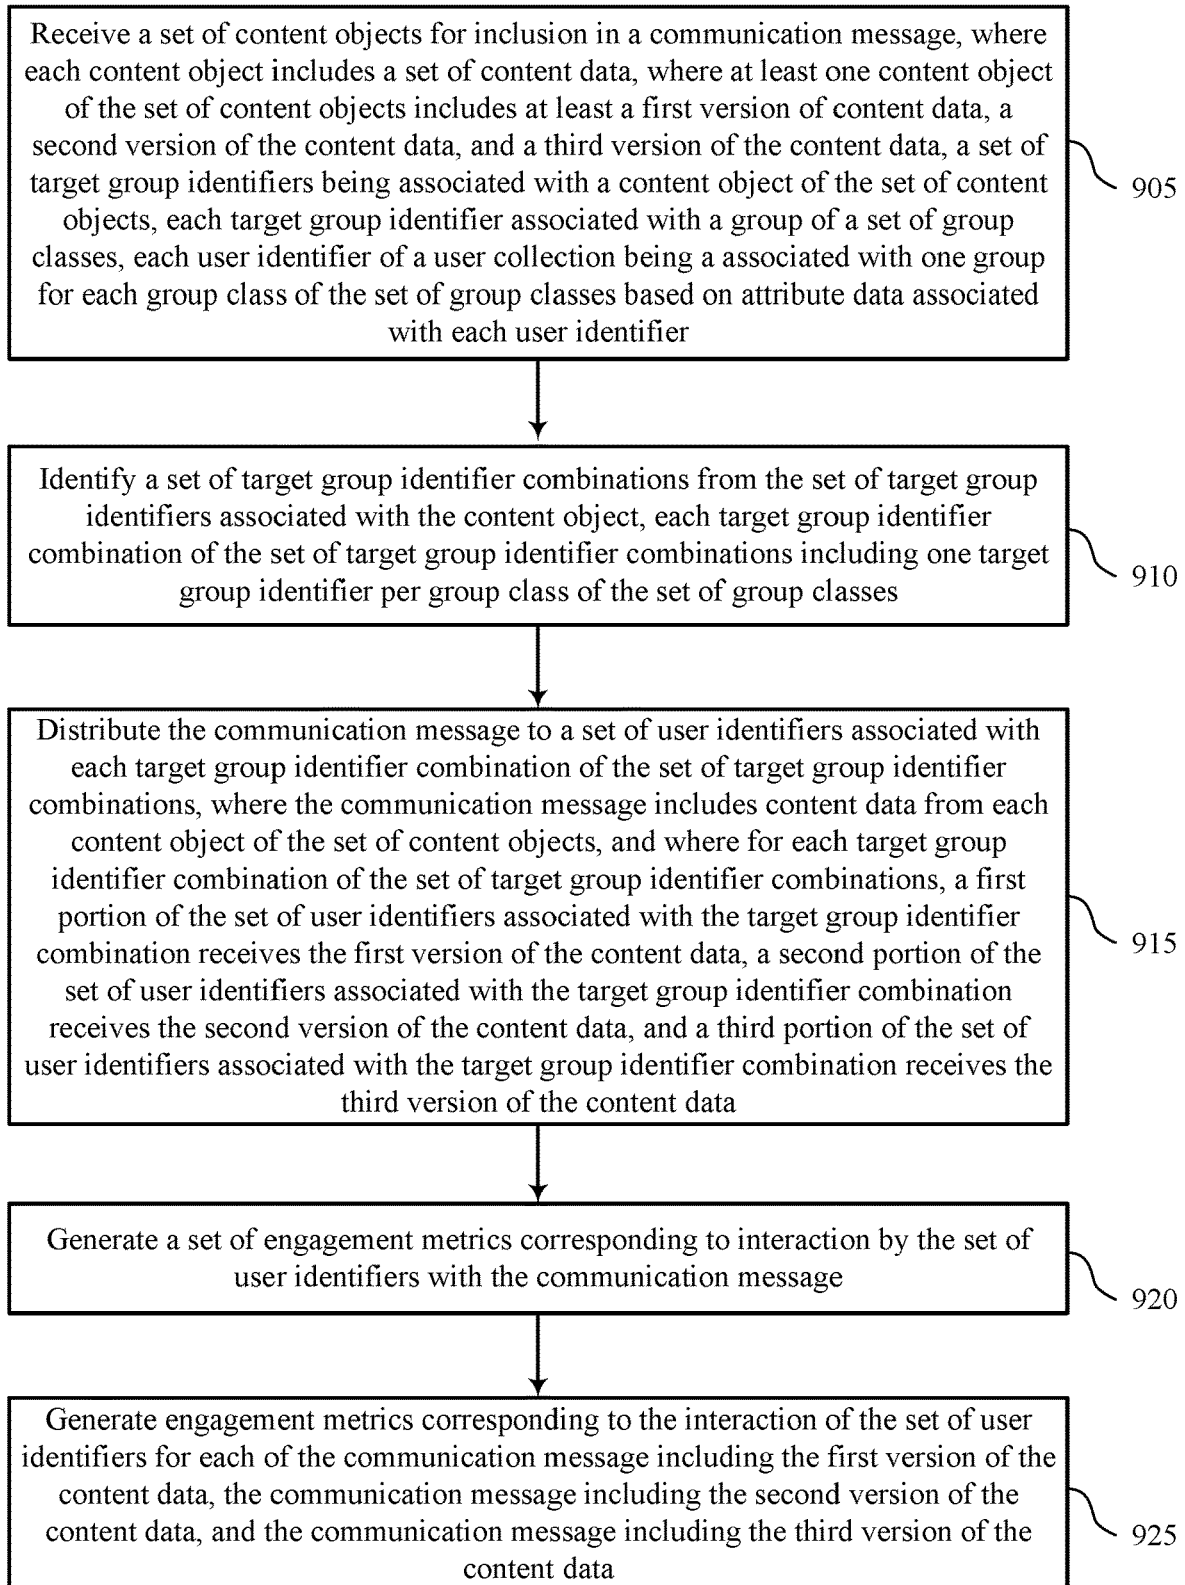 Receive a set of content objects for inclusion in a communication message, where
each content object includes a set of content data, where at least one content object
of the set of content objects includes at least a first version of content data, a
second version of the content data, and a third version of the content data, a set of
target group identifiers being associated with a content object of the set of content
objects, each target group identifier associated with a group of a set of group
classes, each user identifier of a user collection being a associated with one group
for each group class of the set of group classes based on attribute data associated
with each user identifier
905
Identify a set of target group identifier combinations from the set of target group
identifiers associated with the content object, each target group identifier
combination of the set of target group identifier combinations including one target
group identifier per group class of the set of group classes
910
Distribute the communication message to a set of user identifiers associated with
each target group identifier combination of the set of target group identifier
combinations, where the communication message includes content data from each
content object of the set of content objects, and where for each target group
identifier combination of the set of target group identifier combinations, a first
portion of the set of user identifiers associated with the target group identifier
combination receives the first version of the content data, a second portion of the
set of user identifiers associated with the target group identifier combination
receives the second version of the content data, and a third portion of the set of
user identifiers associated with the target group identifier combination receives the
third version of the content data
915
Generate a set of engagement metrics corresponding to interaction by the set of
user identifiers with the communication message
920
Generate engagement metrics corresponding to the interaction of the set of user
identifiers for each of the communication message including the first version of the
content data, the communication message including the second version of the
content data, and the communication message including the third version of the
content data
925